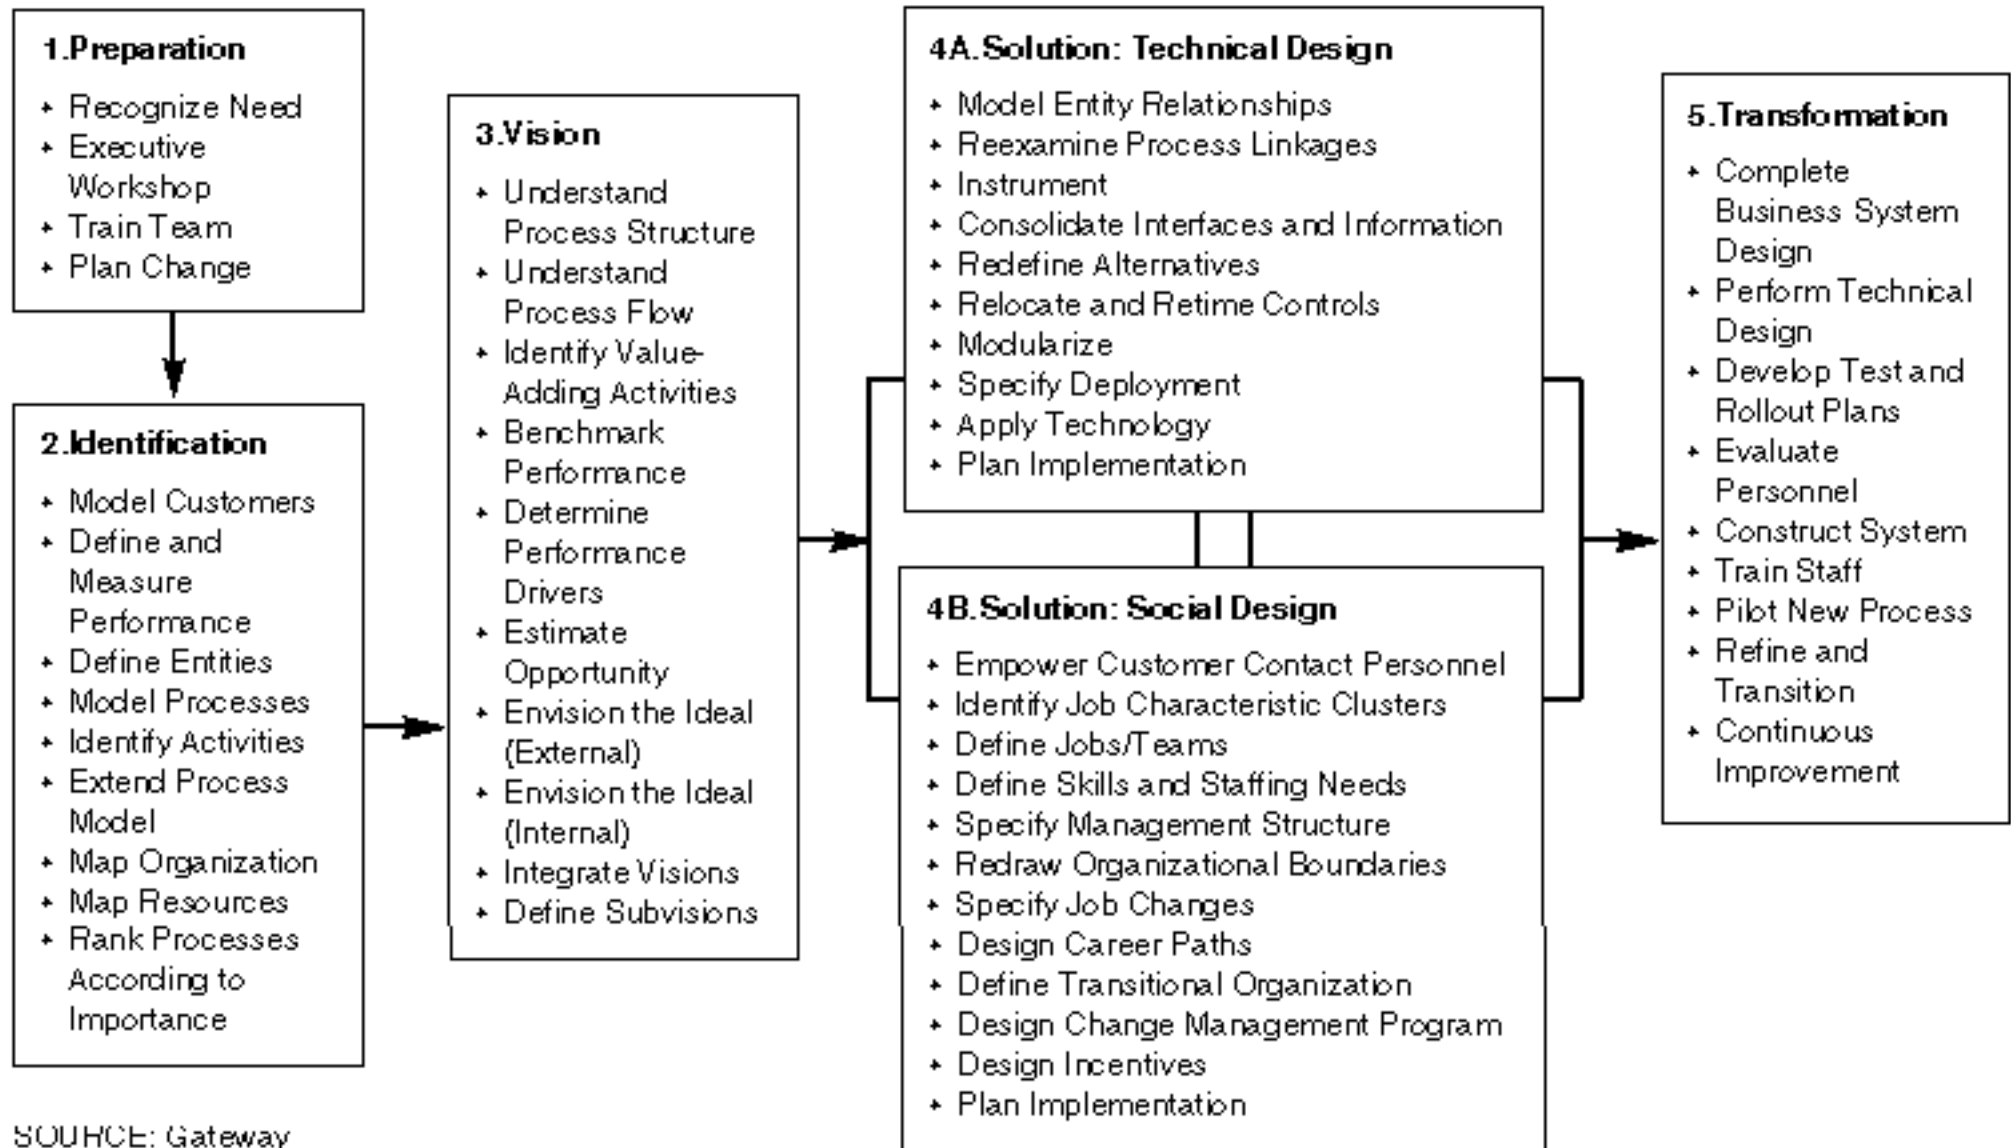 1.Preparation
+ Recognize Need
+ Executive
Workshop
+ Train Team
+ Plan Change
2.Identification
+ Model Customers
+ Define and
Measure
Performance
+ Define Entities
+ Model Processes
+ Identify Activities
+ Extend Process
Model
+ Map Organization
+ Map Resources
+ Rank Processes
According to
Importance
3.Vision
+ Understand
Process Structure
+ Understand
Process Flow
+ Identify Value-
Adding Activities
+ Benchmark
Performance
+ Determine
Performance
Drivers
+ Estimate
Opportunity
+ Envision the Ideal
(External)
+ Envision the Ideal
(Internal)
+ Integrate Visions
+ Define Subvisions
4A.Solution: Technical Design
+ Model Entity Relationships
+ Reexamine Process Linkages
+ Instrument
+ Consolidate Interfaces and Information
+ Redefine Alternatives
+ Relocate and Retime Controls
+ Modularize
+ Specify Deployment
+ Apply Technology
+ Plan Implementation
4B.Solution: Social Design
+ Empower Customer Contact Personnel
+ Identify Job Characteristic Clusters
+ Define Jobs/Teams
+ Define Skills and Staffing Needs
+ Specify Management Structure
+ Redraw Organizational Boundaries
+ Specify Job Changes
+ Design Career Paths
+ Define Transitional Organization
+ Design Change Management Program
+ Design Incentives
+ Plan Implementation
5.Transformation
+ Complete
Business System
Design
+ Perform Technical
Design
+ Develop Test and
Rollout Plans
+ Evaluate
Personnel
+ Construct System
+ Train Staff
+ Pilot New Process
+ Refine and
Transition
+ Continuous
Improvement
SOURCE: Gateway